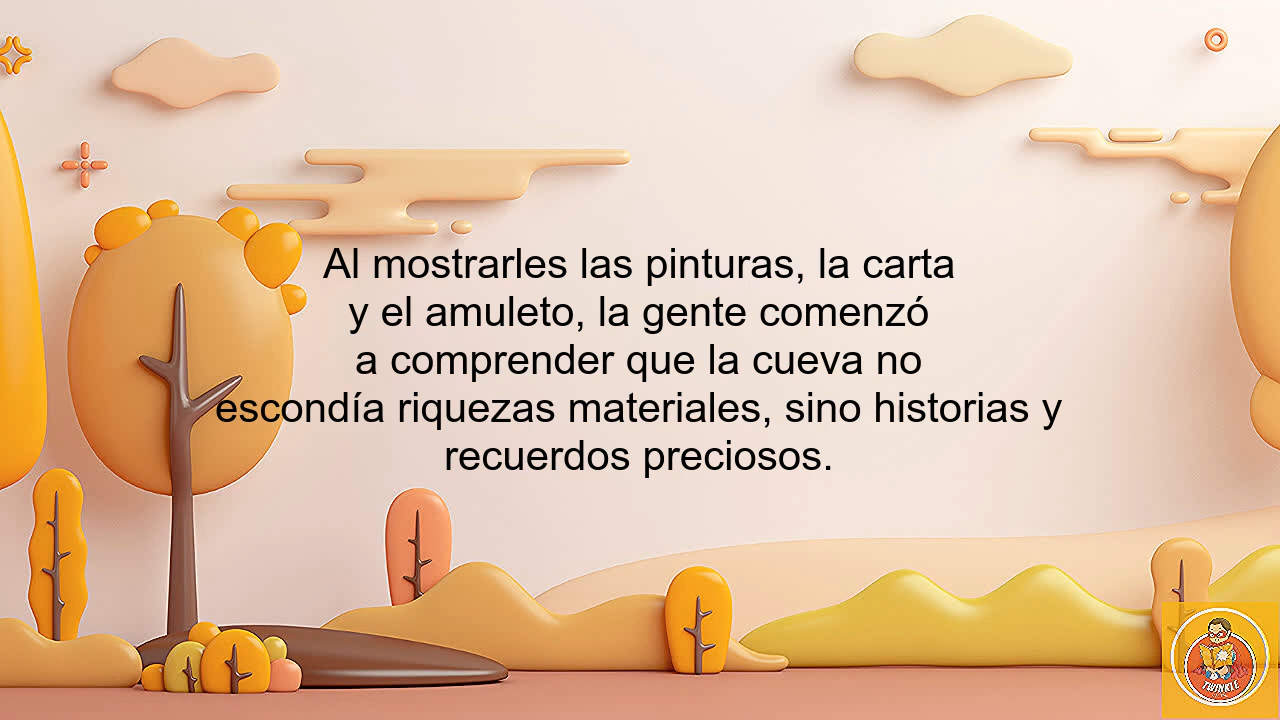 Al mostrarles las pinturas, la carta
y el amuleto, la gente comenzó
a comprender que la cueva no
escondía riquezas materiales, sino historias y
recuerdos preciosos.
TWINKLE